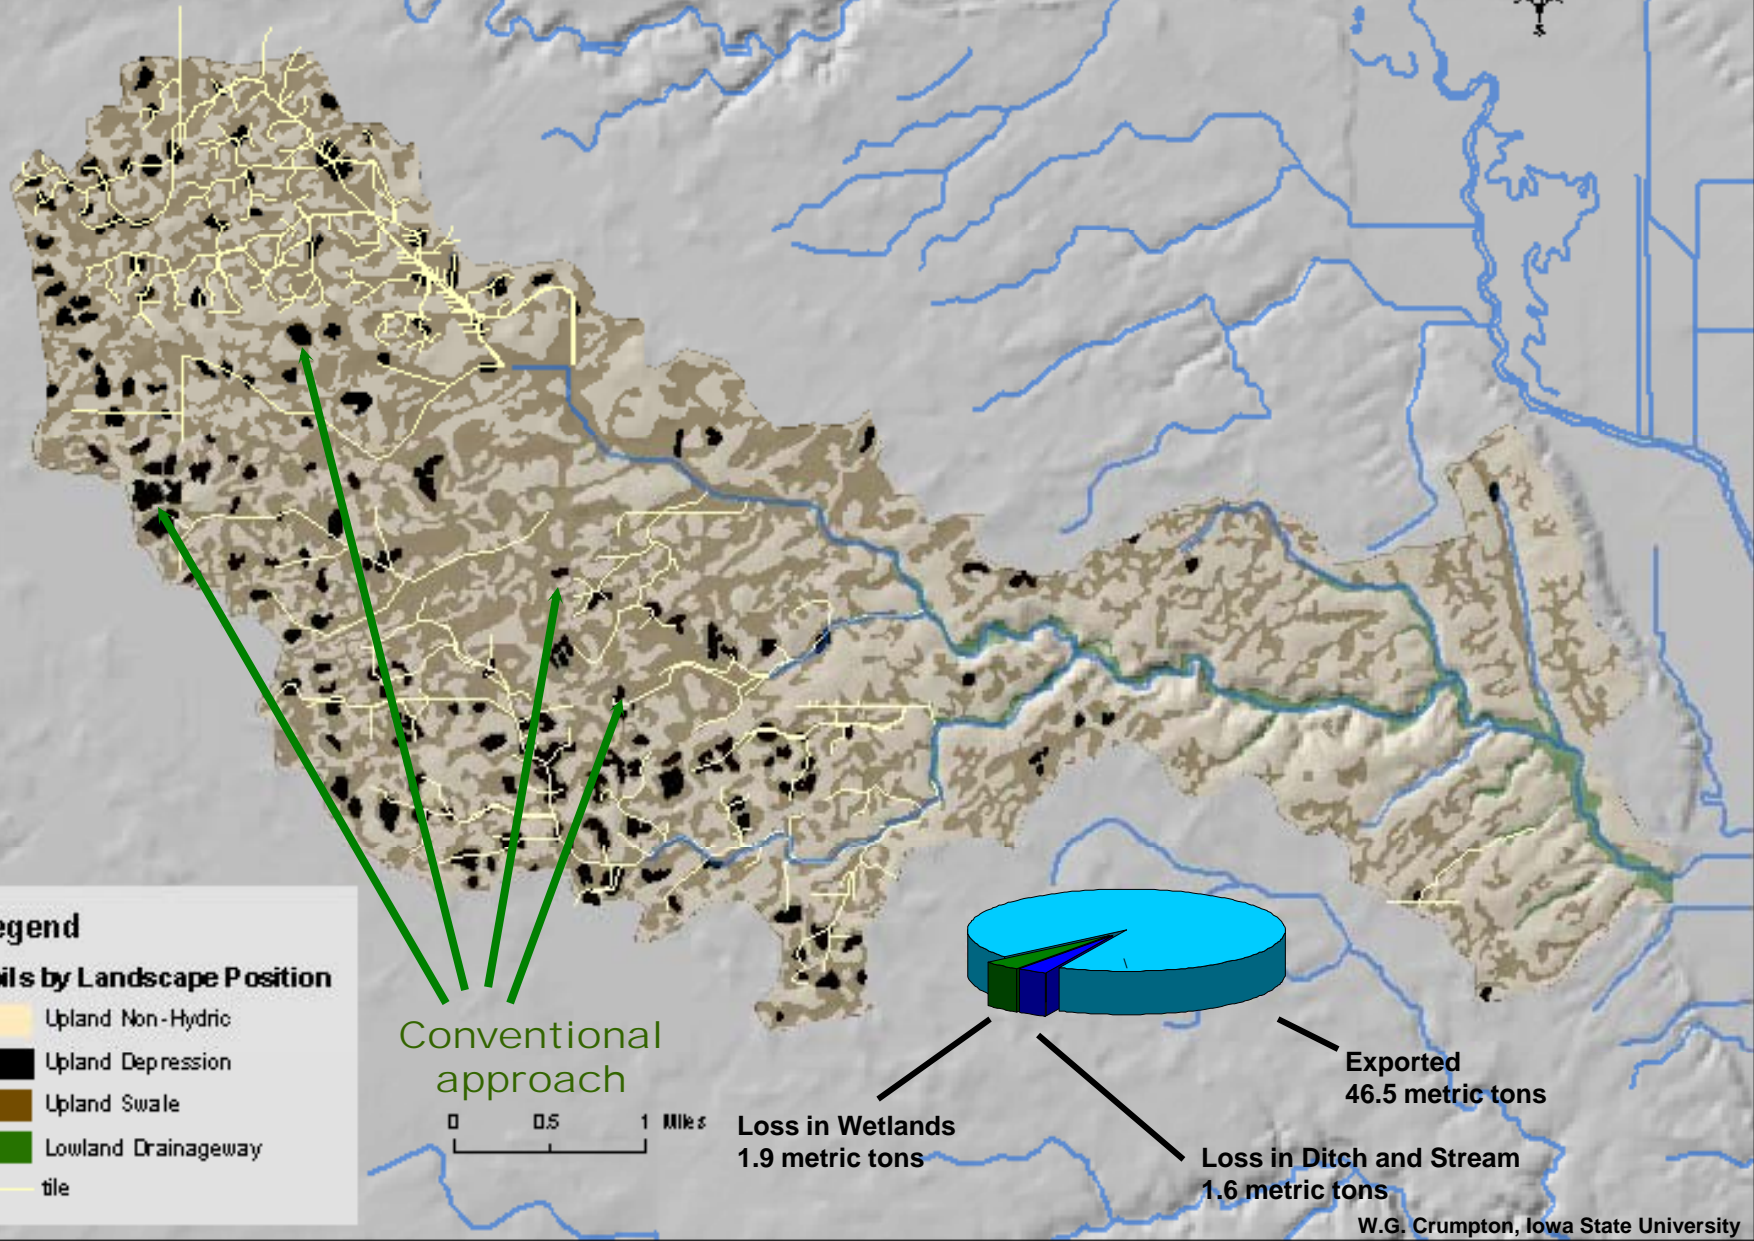 egend
ils by Landscape Position
Upland Non-Hydric
Upland Depression
Upland Swale
Lowland Drainageway
tile
Conventional
approach
0 0.5 1 Miles
Loss in Wetlands
1.9 metric tons
Loss in Ditch and Stream
1.6 metric tons
Exported
46.5 metric tons
W.G. Crumpton, Iowa State University